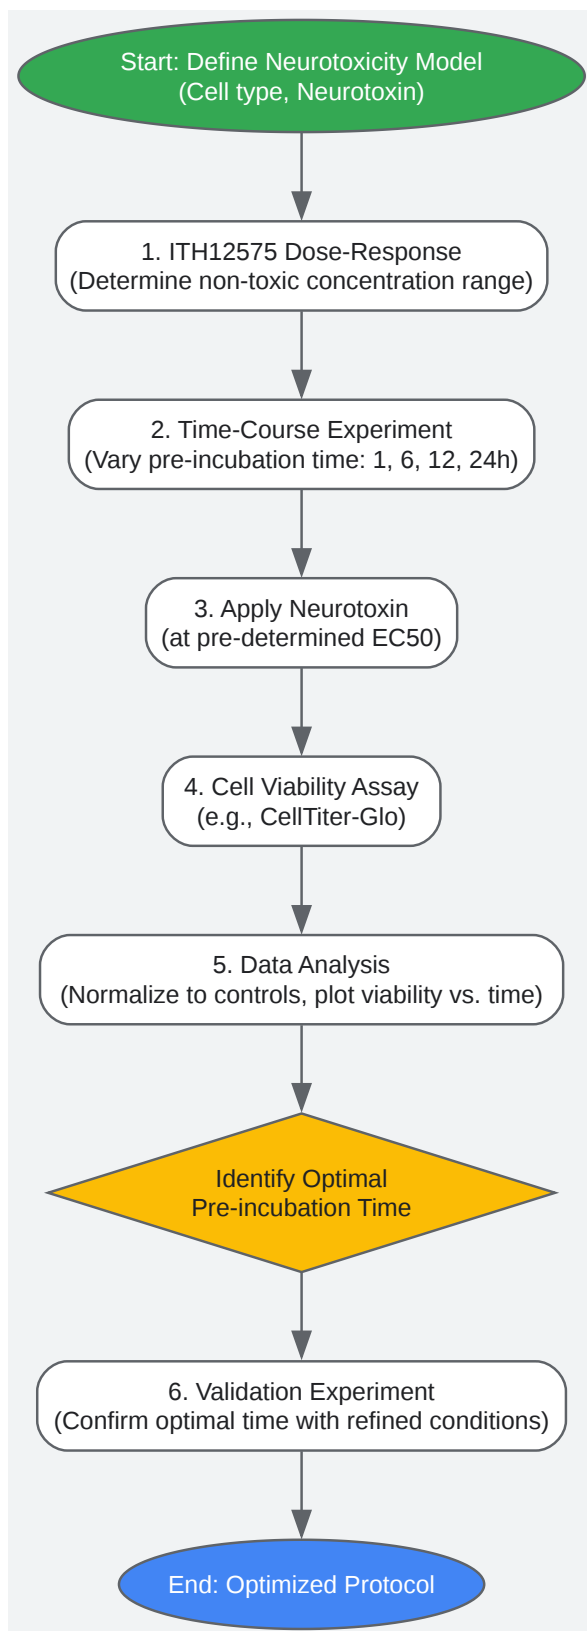 Start: Define Neurotoxicity Model
(Cell type, Neurotoxin)
1. ITH12575 Dose-Response
(Determine non-toxic concentration range)
2. Time-Course Experiment
(Vary pre-incubation time: 1, 6, 12, 24h)
3. Apply Neurotoxin
(at pre-determined EC50)
4. Cell Viability Assay
(e.g., CellTiter-Glo)
5. Data Analysis
(Normalize to controls, plot viability vs. time)
Identify Optimal
Pre-incubation Time
6. Validation Experiment
(Confirm optimal time with refined conditions)
End: Optimized Protocol